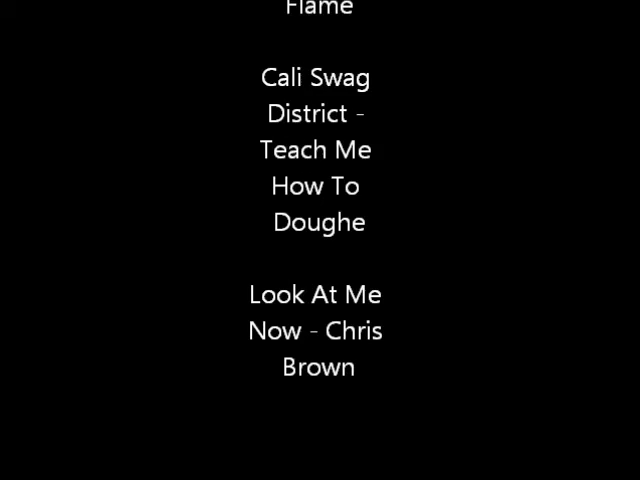 Flame
Cali Swag
District -
Teach Me
How To
Doughe
Look At Me
Now - Chris
Brown